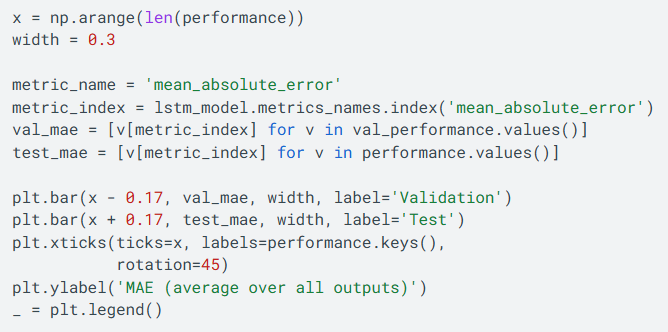 x = np.arange(len(performance))
width = 0.3

metric_name = 'mean_absolute_error'
metric_index = lstm_model.metrics_names.index('mean_absolute_error')
val_mae = [v[metric_index] for v in val_performance.values()]
test_mae = [v[metric_index] for v in performance.values()]

plt.bar(x - 0.17, val_mae, width, label='Validation')
plt.bar(x + 0.17, test_mae, width, label='Test')
plt.xticks(ticks=x, labels=performance.keys(),
           rotation=45)
plt.ylabel('MAE (average over all outputs)')
_ = plt.legend()